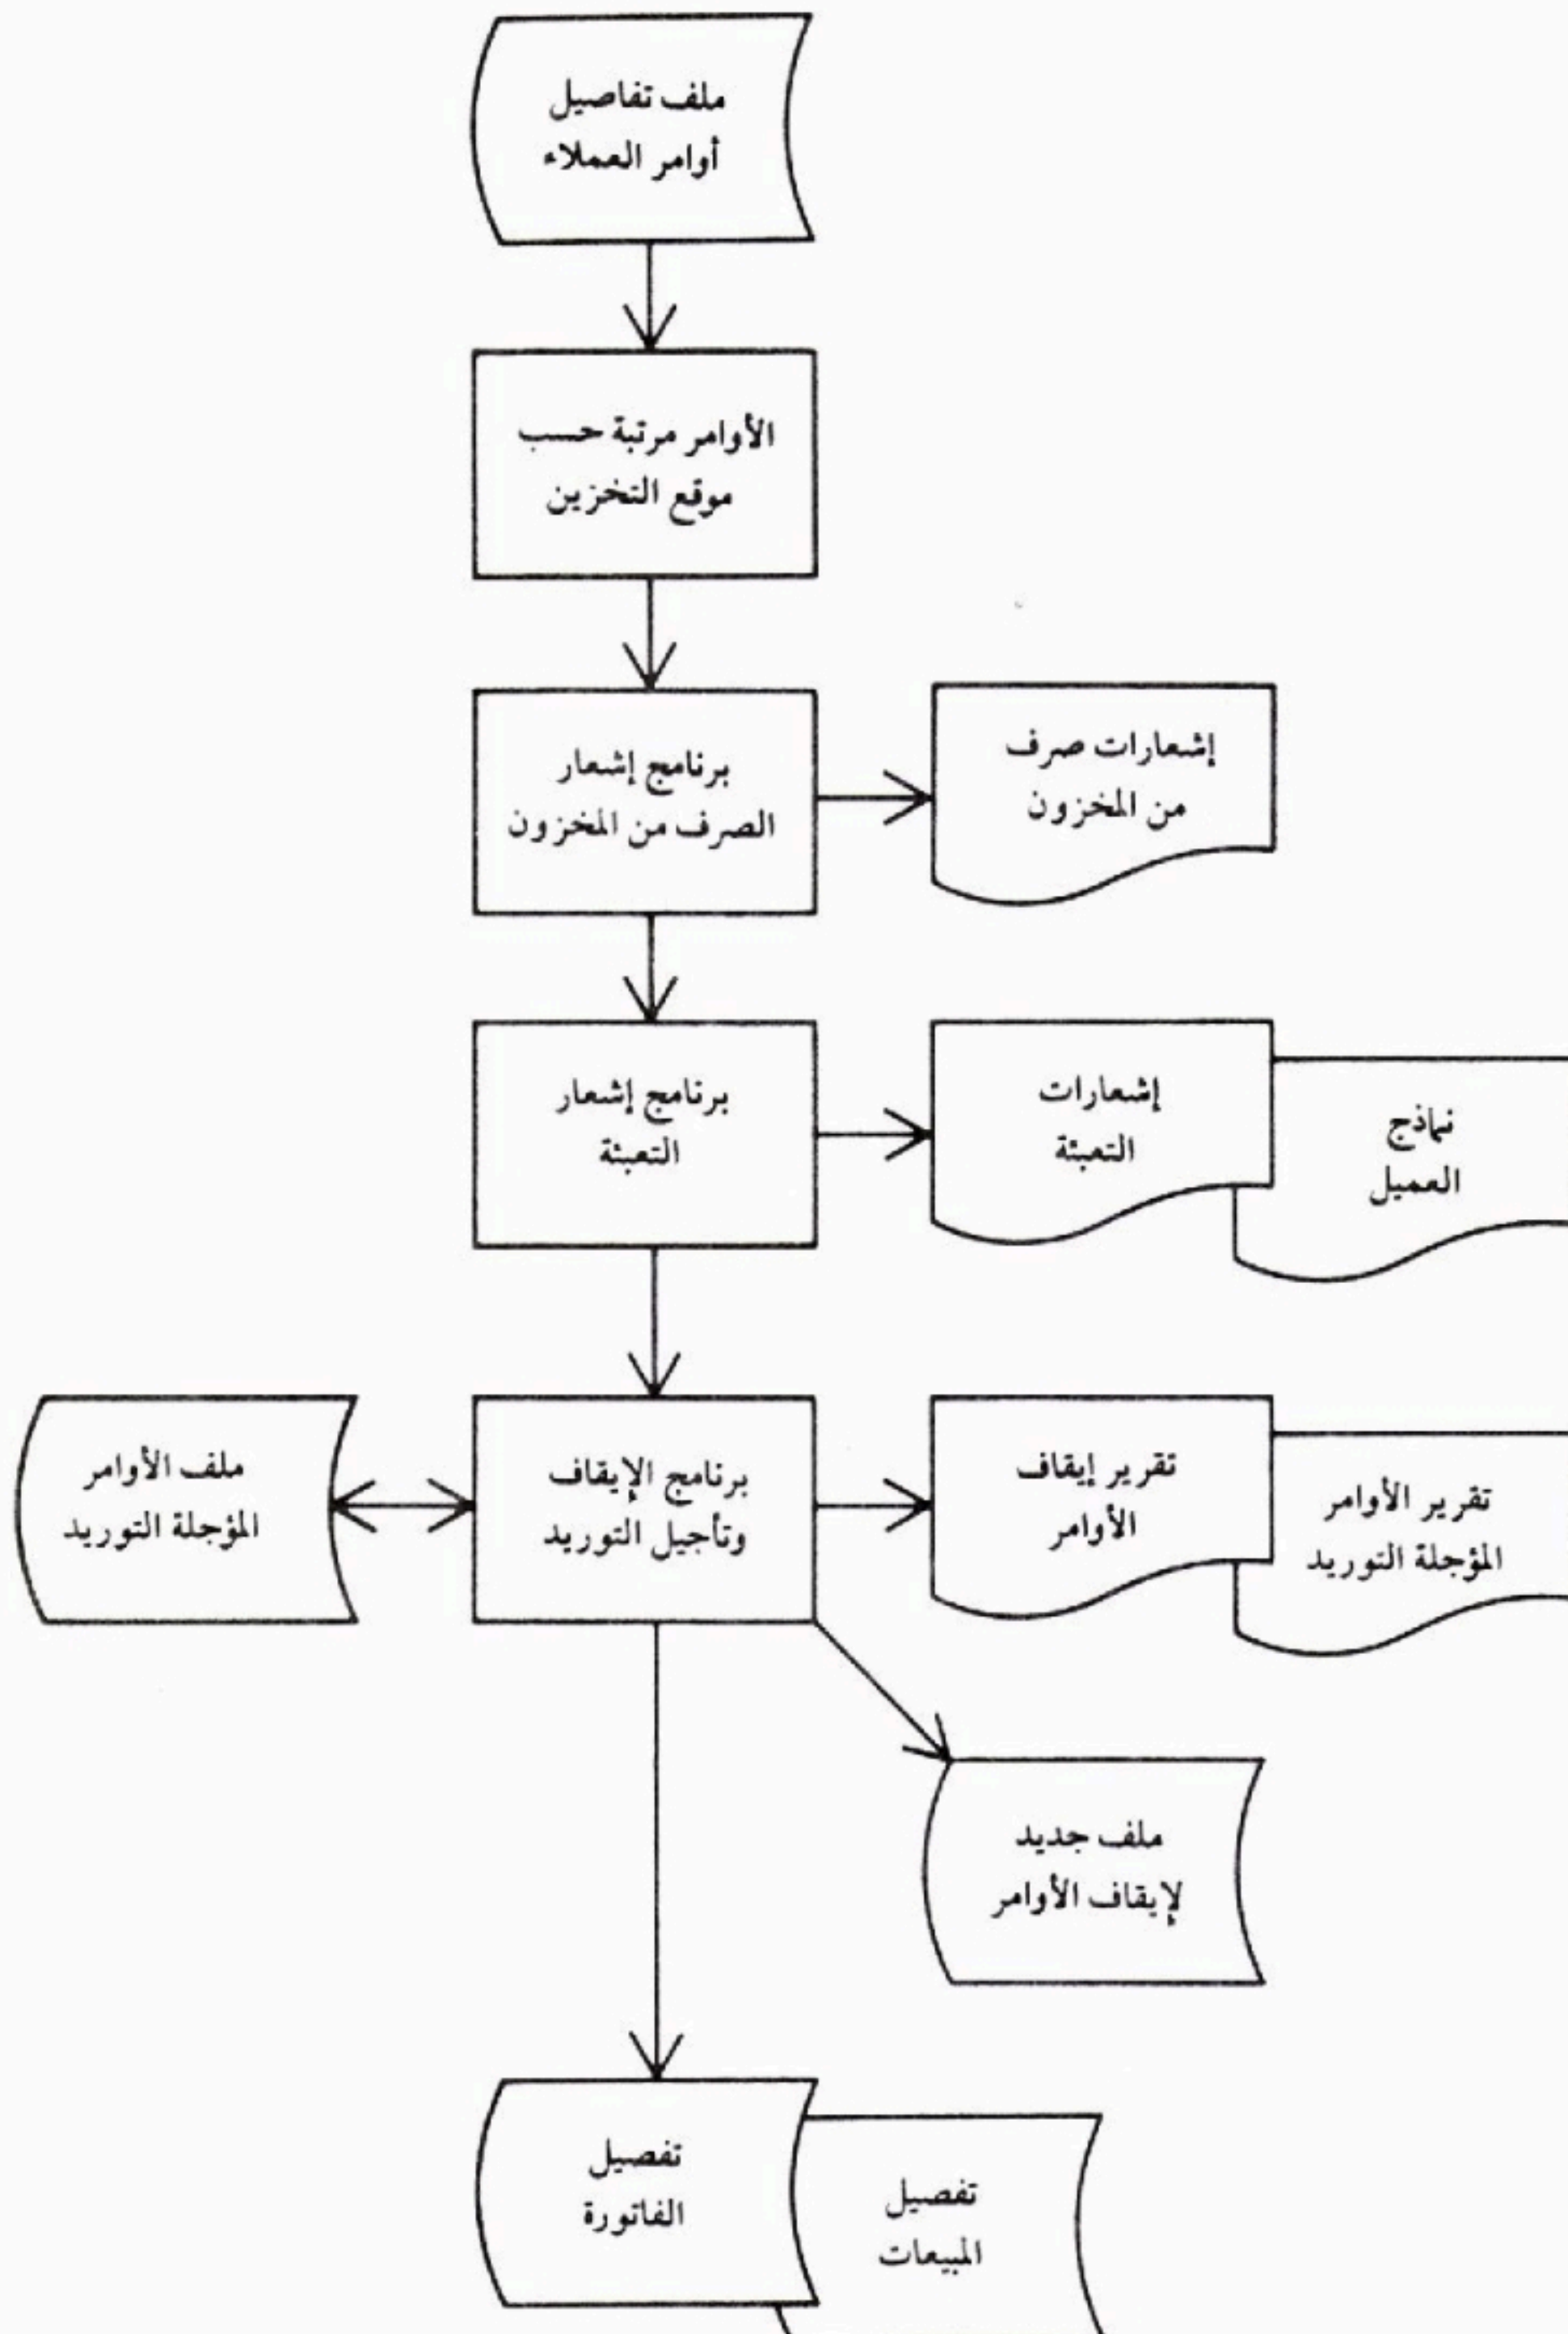 ملف تفاصيل
أوامر العملاء
الأوامر مرتبة حسب
موقع التخزين
برنامج إشعار
الصرف من المخزون
إشعارات صرف
من المخزون
برنامج إشعار
التعبئة
إشعارات
التعبئة
نماذج
العميل
برنامج الإيقاف
وتأجيل التوريد
تقرير إيقاف
الأوامر
تقرير الأوامر
المؤجلة التوريد
ملف الأوامر
المؤجلة التوريد
ملف جديد
لإيقاف الأوامر
تفصيل
الفاتورة
تفصيل
المبيعات